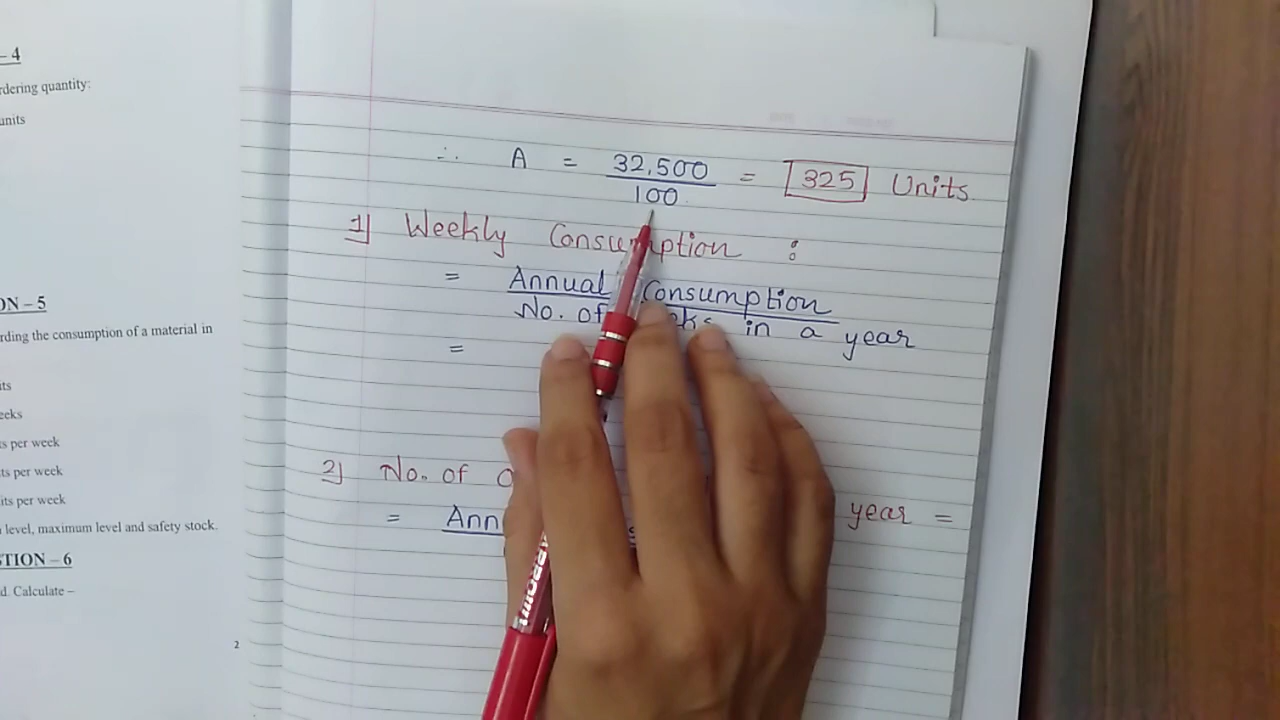 – 4
rdering quantity:
units
ON – 5
rding the consumption of a material in
ts
eeks
s per week
ts per week
its per week
level, maximum level and safety stock.
STION – 6
d. Calculate –
2
∴ A = 32,500 = 325 Units
100
1) Weekly Consumption :
= Annual Consumption
No. of in a year
=
2) No. of
= Ann year =